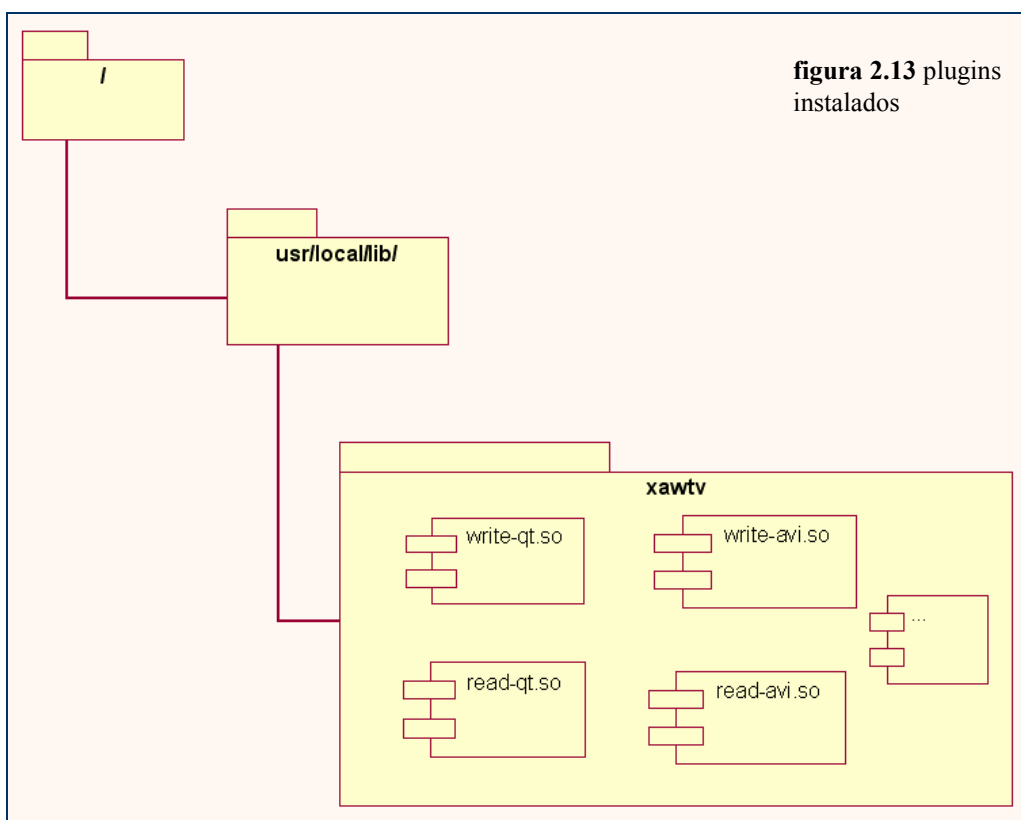 /
figura 2.13 plugins
instalados
usr/local/lib/
xawtv
write-qt.so
write-avi.so
...
read-qt.so
read-avi.so